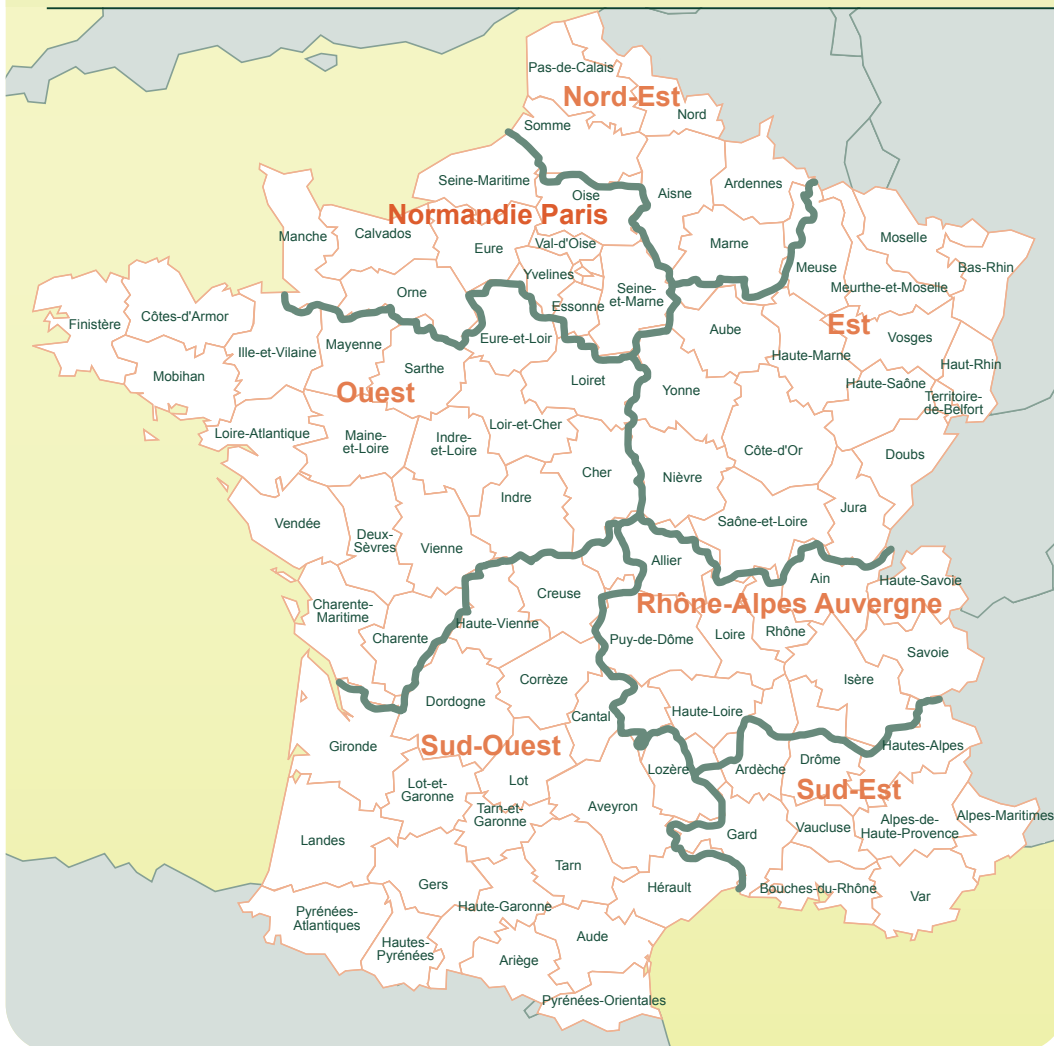 Pas-de-Calais
Nord-Est
Nord
Somme
Seine-Maritime
Oise
Aisne
Ardennes
Normandie Paris
Manche
Calvados
Eure
Val-d'Oise
Marne
Meuse
Moselle
Bas-Rhin
Yvelines
Seine-
et-Marne
Meurthe-et-Moselle
Orne
Essonne
Finistère
Côtes-d'Armor
Ille-et-Vilaine
Mayenne
Eure-et-Loir
Aube
Est
Vosges
Haute-Marne
Haut-Rhin
Mobihan
Sarthe
Loiret
Yonne
Haute-Saône
Territoire-
de-Belfort
Ouest
Loire-Atlantique
Maine-
et-Loire
Indre-
et-Loire
Loir-et-Cher
Côte-d'Or
Doubs
Cher
Nièvre
Indre
Jura
Vendée
Deux-
Sèvres
Vienne
Saône-et-Loire
Allier
Ain
Haute-Savoie
Charente-
Maritime
Creuse
Rhône-Alpes Auvergne
Charente
Haute-Vienne
Puy-de-Dôme
Loire
Rhône
Savoie
Corrèze
Isère
Dordogne
Cantal
Haute-Loire
Gironde
Sud-Ouest
Lozère
Ardèche
Drôme
Hautes-Alpes
Lot-et-
Garonne
Lot
Sud-Est
Tarn-et-
Garonne
Aveyron
Landes
Gard
Vaucluse
Alpes-de-
Haute-Provence
Alpes-Maritimes
Gers
Tarn
Hérault
Bouches-du-Rhône
Var
Haute-Garonne
Pyrénées-
Atlantiques
Hautes-
Pyrénées
Aude
Ariège
Pyrénées-Orientales